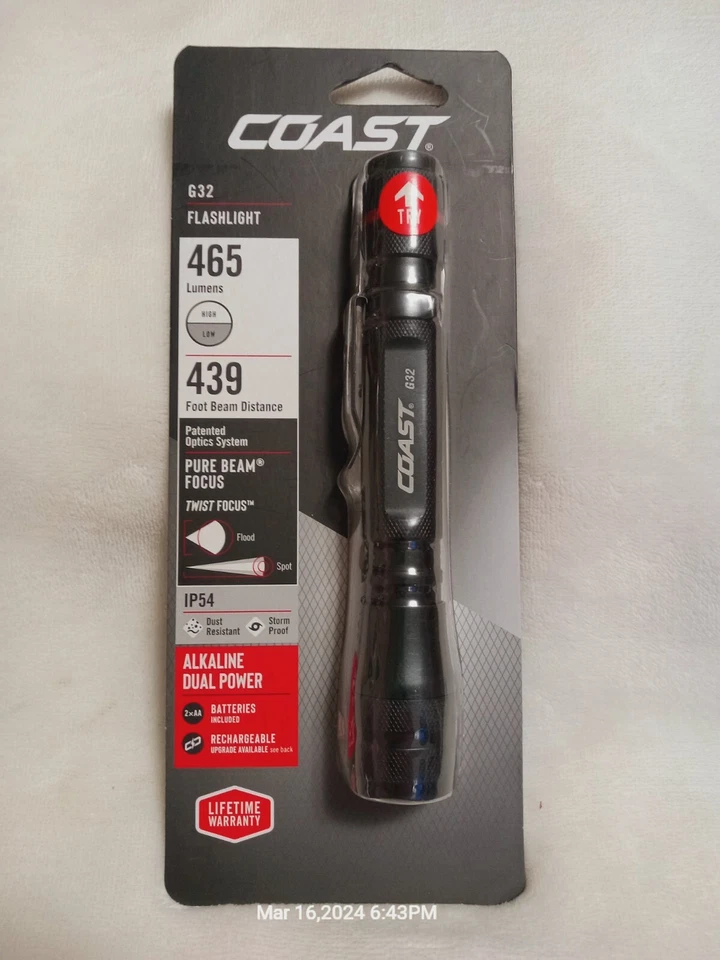 COAST®
G32
FLASHLIGHT
465
Lumens
HIGH
LOW
439
Foot Beam Distance
Patented
Optics System
PURE BEAM®
FOCUS
TWIST FOCUS™
Flood
Spot
IP54
Dust
Resistant
Storm
Proof
ALKALINE
DUAL POWER
2xAA
BATTERIES
INCLUDED
RECHARGEABLE
UPGRADE AVAILABLE see back
LIFETIME
WARRANTY
TRY
COAST® G32
Mar 16,2024 6:43PM